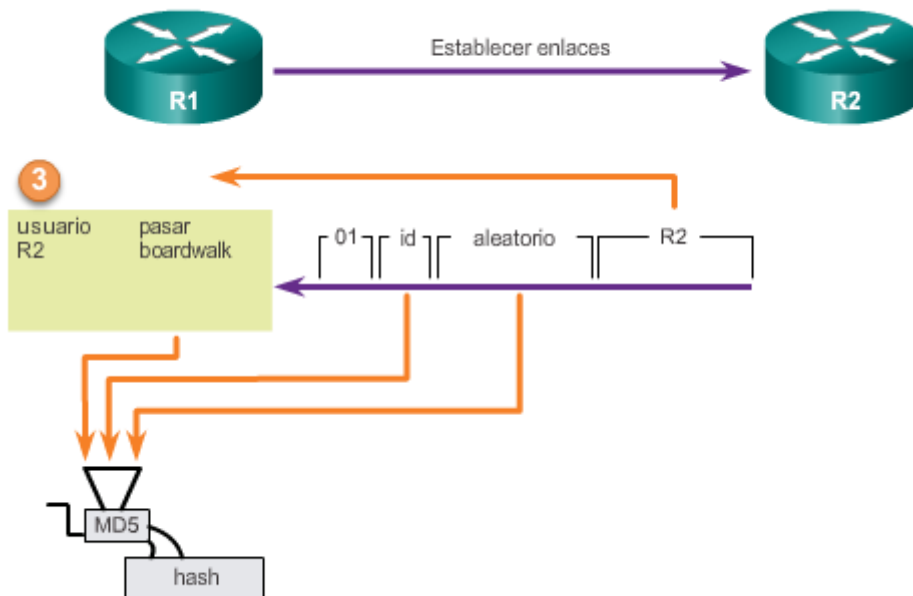 Establecer enlaces
R1
R2
3
usuario pasar
R2 boardwalk
01 id aleatorio R2
MD5
hash